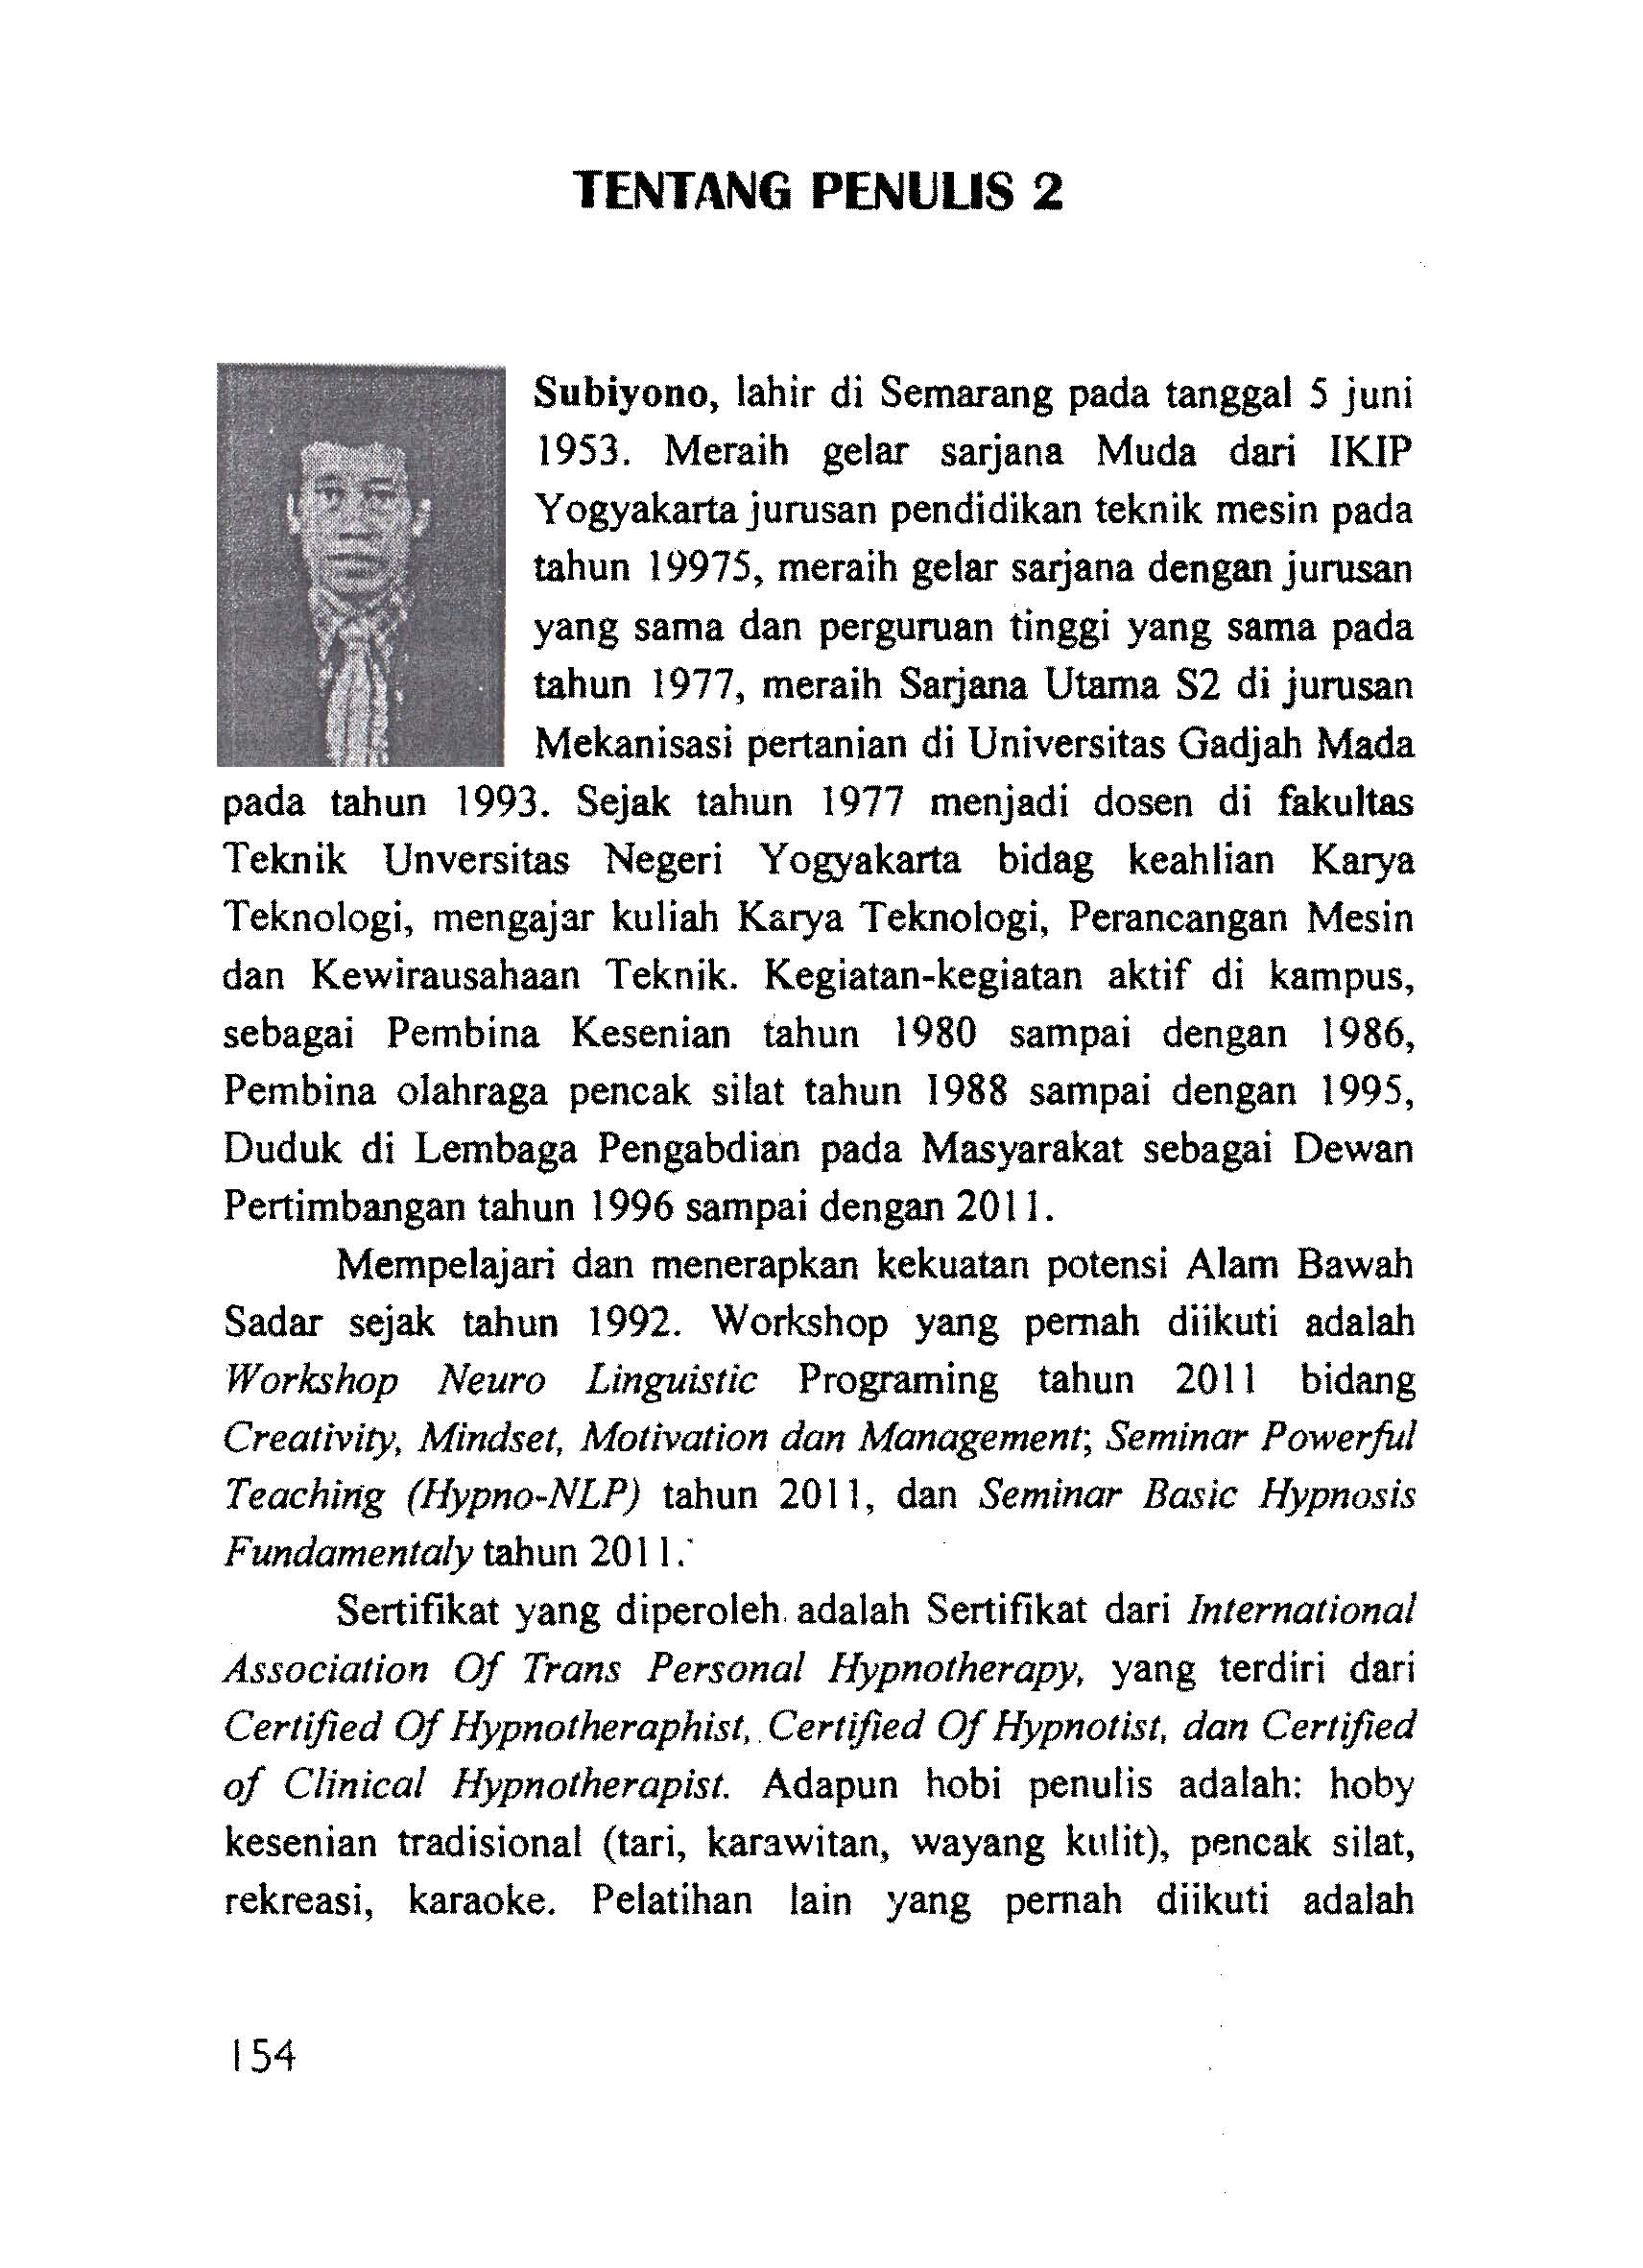 TENTANG PENULIS 2
Subiyono, lahir di Semarang pada tanggal 5 juni
1953. Meraih gelar sarjana Muda dari IKIP
Yogyakarta jurusan pendidikan teknik mesin pada
tahun 19975, meraih gelar sarjana dengan jurusan
yang sama dan perguruan tinggi yang sama pada
tahun 1977, meraih Sarjana Utama S2 di jurusan
Mekanisasi pertanian di Universitas Gadjah Mada
pada tahun 1993. Sejak tahun 1977 menjadi dosen di fakultas
Teknik Unversitas Negeri Yogyakarta bidag keahlian Karya
Teknologi, mengajar kuliah Karya Teknologi, Perancangan Mesin
dan Kewirausahaan Teknik. Kegiatan-kegiatan aktif di kampus,
sebagai Pembina Kesenian tahun 1980 sampai dengan 1986,
Pembina olahraga pencak silat tahun 1988 sampai dengan 1995,
Duduk di Lembaga Pengabdian pada Masyarakat sebagai Dewan
Pertimbangan tahun 1996 sampai dengan 2011.
Mempelajari dan menerapkan kekuatan potensi Alam Bawah
Sadar sejak tahun 1992. Workshop yang pernah diikuti adalah
Workshop Neuro Linguistic Programing tahun 2011 bidang
Creativity, Mindset, Motivation dan Management; Seminar Powerful
Teaching (Hypno-NLP) tahun 2011, dan Seminar Basic Hypnosis
Fundamentaly tahun 2011.
Sertifikat yang diperoleh adalah Sertifikat dari International
Association Of Trans Personal Hypnotherapy, yang terdiri dari
Certified Of Hypnotheraphist, Certified Of Hypnotist, dan Certified
of Clinical Hypnotherapist. Adapun hobi penulis adalah: hoby
kesenian tradisional (tari, karawitan, wayang kulit), pencak silat,
rekreasi, karaoke. Pelatihan lain yang pernah diikuti adalah
154